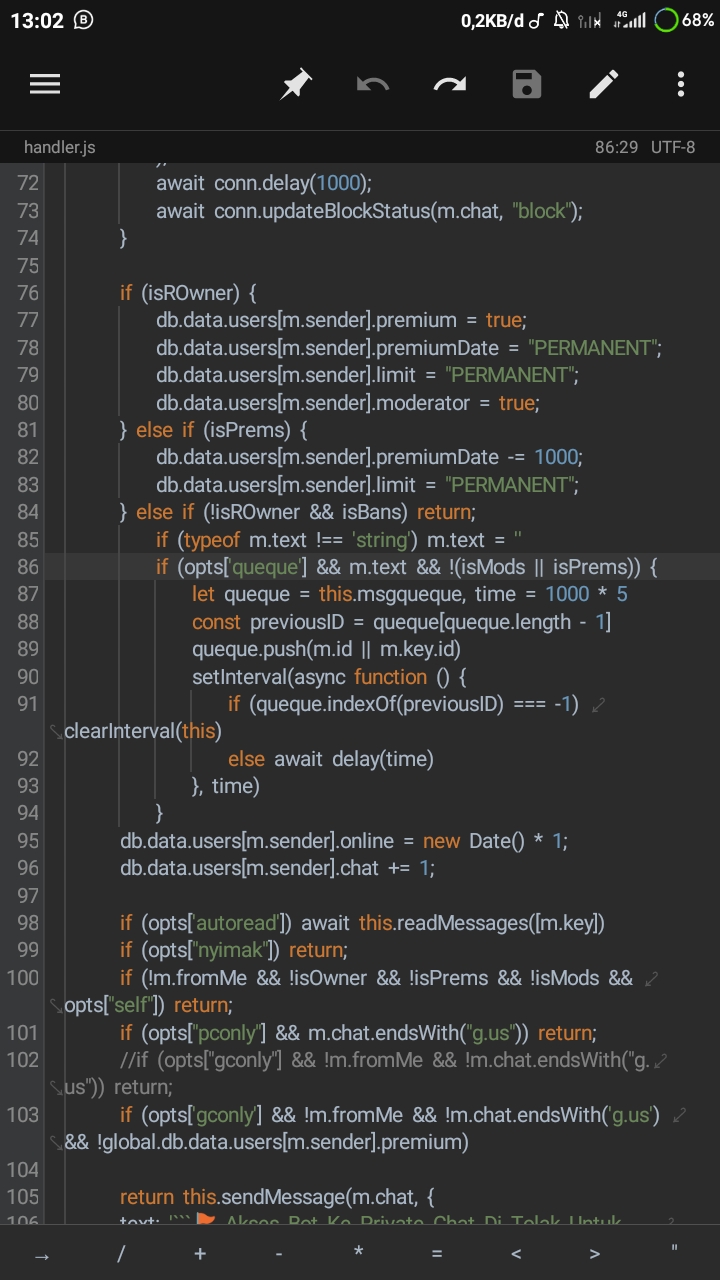 13:02 B 0,2KB/d 4G 68%
handler.js 86:29 UTF-8
72 await conn.delay(1000);
73 await conn.updateBlockStatus(m.chat, "block");
74 }
75
76 if (isROwner) {
77 db.data.users[m.sender].premium = true;
78 db.data.users[m.sender].premiumDate = "PERMANENT";
79 db.data.users[m.sender].limit = "PERMANENT";
80 db.data.users[m.sender].moderator = true;
81 } else if (isPrems) {
82 db.data.users[m.sender].premiumDate -= 1000;
83 db.data.users[m.sender].limit = "PERMANENT";
84 } else if (!isROwner && isBans) return;
85 if (typeof m.text !== 'string') m.text = ''
86 if (opts['queque'] && m.text && !(isMods || isPrems)) {
87 let queque = this.msgqueque, time = 1000 * 5
88 const previousID = queque[queque.length - 1]
89 queque.push(m.id || m.key.id)
90 setInterval(async function () {
91 if (queque.indexOf(previousID) === -1)
clearInterval(this)
92 else await delay(time)
93 }, time)
94 }
95 db.data.users[m.sender].online = new Date() * 1;
96 db.data.users[m.sender].chat += 1;
97
98 if (opts['autoread']) await this.readMessages([m.key])
99 if (opts["nyimak"]) return;
100 if (!m.fromMe && !isOwner && !isPrems && !isMods &&
opts["self"]) return;
101 if (opts["pconly"] && m.chat.endsWith("g.us")) return;
102 //if (opts["gconly"] && !m.fromMe && !m.chat.endsWith("g.
us")) return;
103 if (opts['gconly'] && !m.fromMe && !m.chat.endsWith('g.us')
&& !global.db.data.users[m.sender].premium)
104
105 return this.sendMessage(m.chat, {
106 text: '```🚩 Akses Bot Ke Private Chat Di Tolak Untuk
→ / + - * = < > "